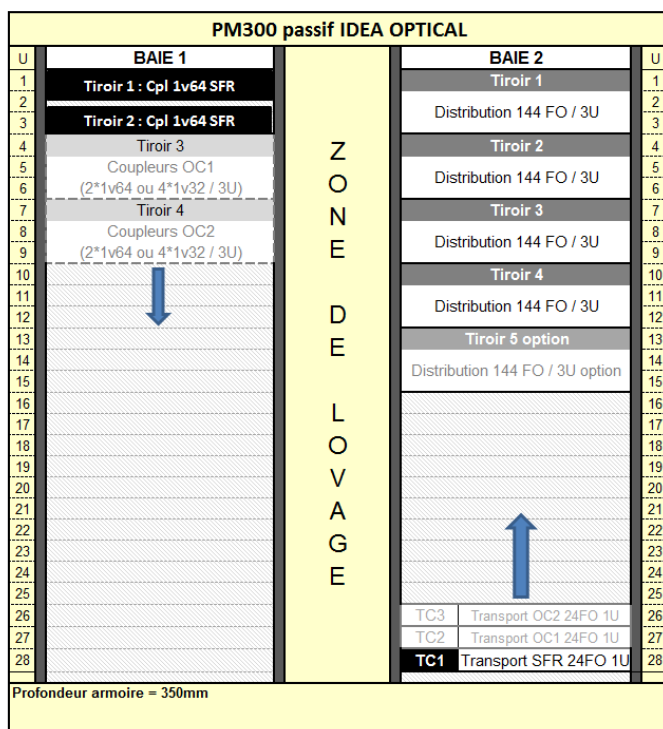 PM300 passif IDEA OPTICAL
U BAIE 1 BAIE 2 U
1 Tiroir 1 : Cpl 1v64 SFR Tiroir 1 1
2 Distribution 144 FO / 3U 2
3 Tiroir 2 : Cpl 1v64 SFR 3
4 Tiroir 3 Tiroir 2 4
5 Coupleurs OC1 Distribution 144 FO / 3U 5
6 (2*1v64 ou 4*1v32 / 3U) 6
7 Tiroir 4 Tiroir 3 7
8 Coupleurs OC2 Distribution 144 FO / 3U 8
9 (2*1v64 ou 4*1v32 / 3U) 9
10 Tiroir 4 10
11 Distribution 144 FO / 3U 11
12 12
13 Tiroir 5 option 13
14 Distribution 144 FO / 3U option 14
15 15
16 16
17 17
18 18
19 19
20 20
21 21
22 22
23 23
24 24
25 25
26 TC3 Transport OC2 24FO 1U 26
27 TC2 Transport OC1 24FO 1U 27
28 TC1 Transport SFR 24FO 1U 28
Z
O
N
E
D
E
L
O
V
A
G
E
Profondeur armoire = 350mm